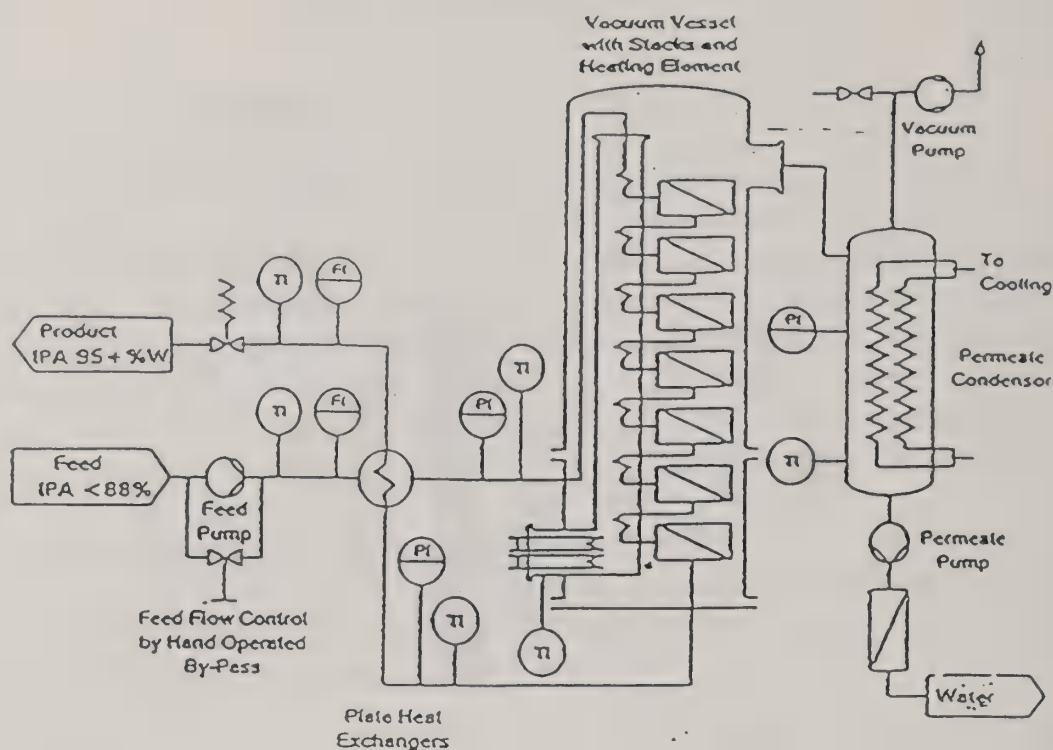 Vacuum Vessel
with Stacks and
Heating Element
Vacuum
Pump
TI
FI
To
Cooling
Product
IPA 95 + %W
PI
Permeate
Condensor
TI
PI
TI
FI
Feed
IPA <88%
TI
Feed
Pump
PI
Permeate
Pump
TI
Feed Flow Control
by Hand Operated
By-Pass
TI
Water
Plate Heat
Exchangers